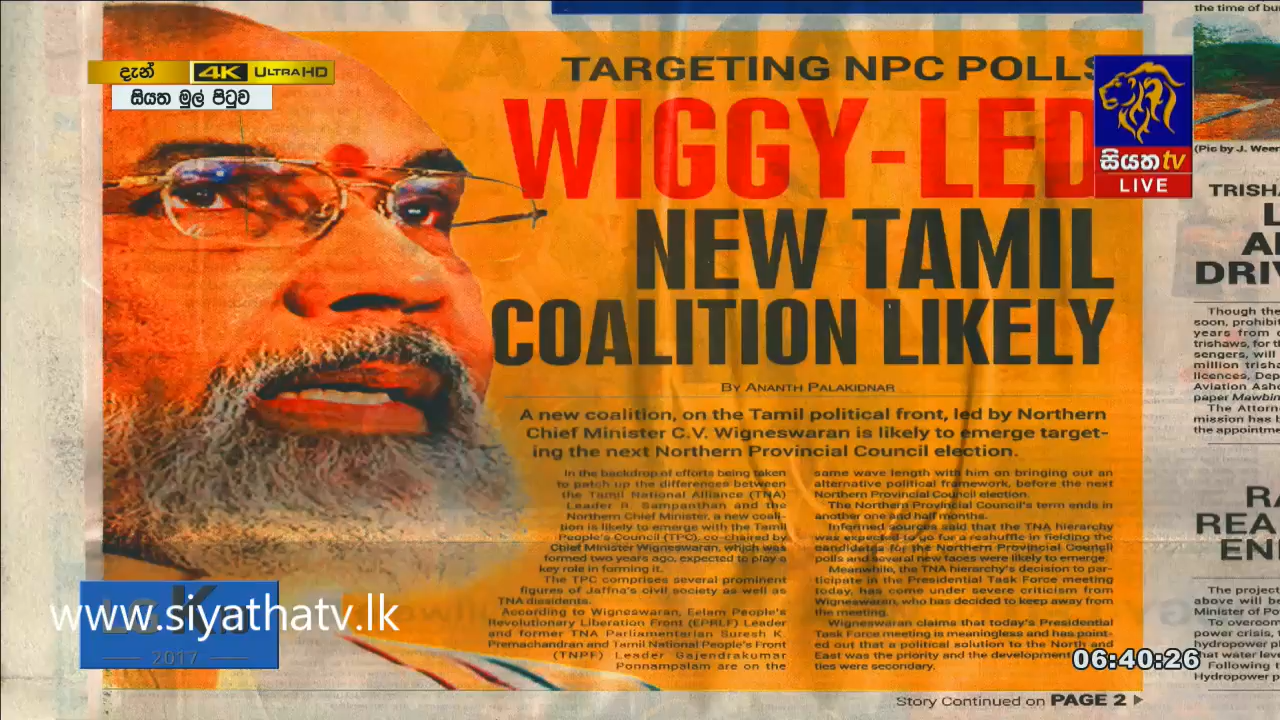 දැන් 4K ULTRA HD
සියත මුල් පිටුව
සියත tv
LIVE
TARGETING NPC POLLS
WIGGY-LED
NEW TAMIL
COALITION LIKELY
BY ANANTH PALAKIDNAR
A new coalition, on the Tamil political front, led by Northern
Chief Minister C.V. Wigneswaran is likely to emerge target-
ing the next Northern Provincial Council election.
In the backdrop of efforts being taken
to patch up the differences between
the Tamil National Alliance (TNA)
Leader R. Sampanthan and the
Northern Chief Minister, a new coali-
tion is likely to emerge with the Tamil
People's Council (TPC), co-chaired by
Chief Minister Wigneswaran, which was
formed two years ago, expected to play a
key role in forming it.
The TPC comprises several prominent
figures of Jaffna's civil society as well as
TNA dissidents.
According to Wigneswaran, Eelam People's
Revolutionary Liberation Front (EPRLF) Leader
and former TNA Parliamentarian Suresh K.
Premachandran and Tamil National People's Front
(TNPF) Leader Gajendrakumar
Ponnampalam are on the
same wave length with him on bringing out an
alternative political framework, before the next
Northern Provincial Council election.
The Northern Provincial Council's term ends in
another one and half months.
Informed sources said that the TNA hierarchy
was expected to go for a reshuffle in fielding the
candidates for the Northern Provincial Council
polls and several new faces were likely to emerge.
Meanwhile, the TNA hierarchy's decision to par-
ticipate in the Presidential Task Force meeting
today, has come under severe criticism from
Wigneswaran, who has decided to keep away from
the meeting.
Wigneswaran claims that today's Presidential
Task Force meeting is meaningless and has point-
ed out that a political solution to the North and
East was the priority and the development
ties were secondary.
Story Continued on PAGE 2
the time of
(Pic by J.
TRISH
DRIV
Though the
soon, prohibi
years from
trishaws, for
sengers, will
million trish
licences, Dep
Aviation Ash
paper Mawbi
The Attorn
mission has
the appointm
REA
EN
The project
above will b
Minister of Po
To overcom
power crisis,
hydropower p
that water leve
Following
Hydropower p
www.siyathatv.lk
2017
06:40:26